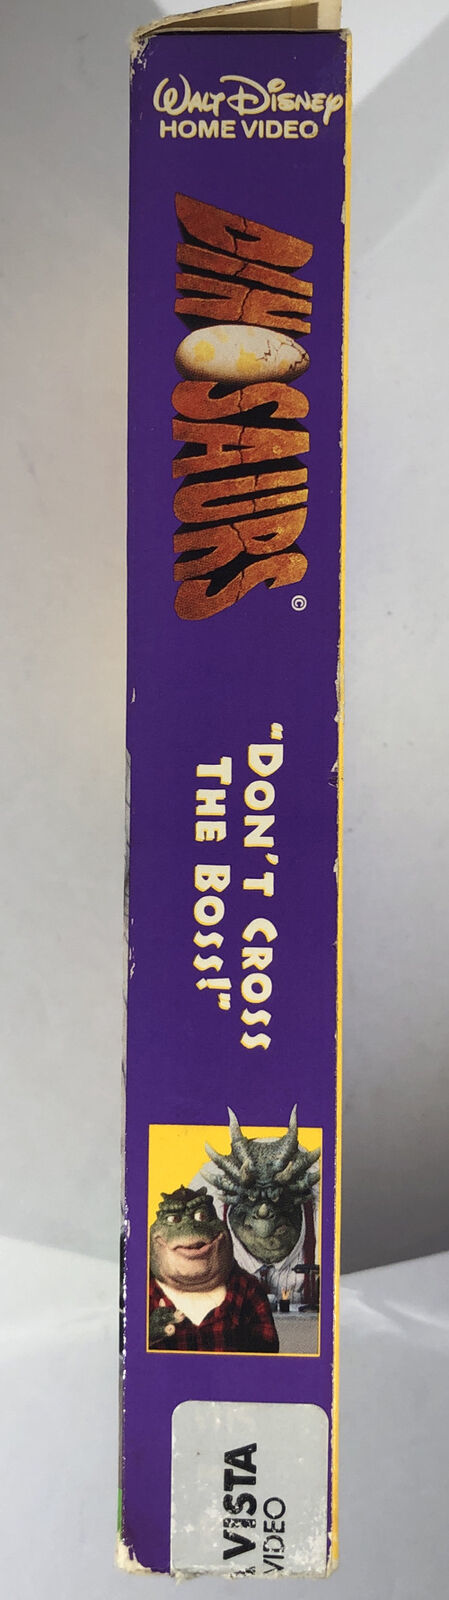 Walt Disney
HOME VIDEO
DINOSAURS ©
"DON'T CROSS
THE BOSS!"
VISTA
VIDEO